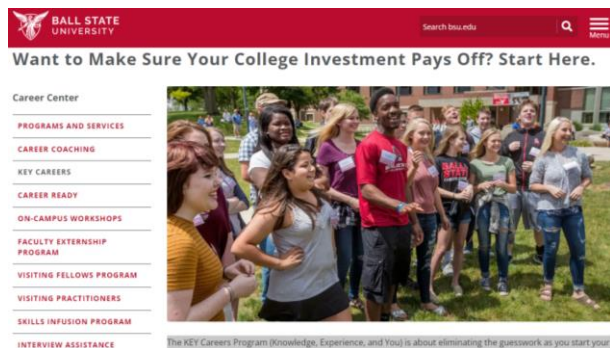 BALL STATE
UNIVERSITY
Search bsu.edu
Menu
Want to Make Sure Your College Investment Pays Off? Start Here.
Career Center
PROGRAMS AND SERVICES
CAREER COACHING
KEY CAREERS
CAREER READY
ON-CAMPUS WORKSHOPS
FACULTY EXTERNSHIP
PROGRAM
VISITING FELLOWS PROGRAM
VISITING PRACTITIONERS
SKILLS INFUSION PROGRAM
INTERVIEW ASSISTANCE
BALL
STATE
The KEY Careers Program (Knowledge, Experience, and You) is about eliminating the guesswork as you start your